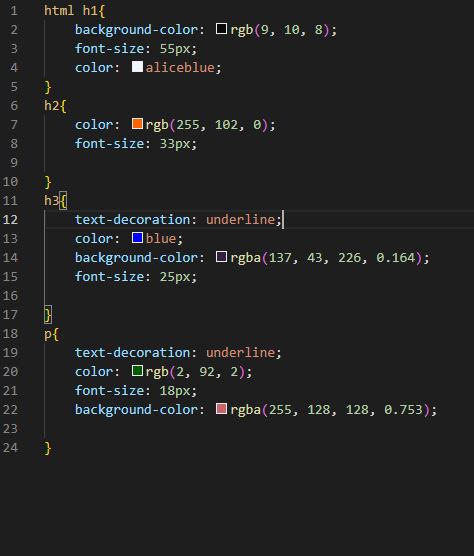 1 html h1{
2     background-color: rgb(9, 10, 8);
3     font-size: 55px;
4     color: aliceblue;
5 }
6 h2{
7     color: rgb(255, 102, 0);
8     font-size: 33px;
9
10 }
11 h3{
12     text-decoration: underline;
13     color: blue;
14     background-color: rgba(137, 43, 226, 0.164);
15     font-size: 25px;
16
17 }
18 p{
19     text-decoration: underline;
20     color: rgb(2, 92, 2);
21     font-size: 18px;
22     background-color: rgba(255, 128, 128, 0.753);
23
24 }